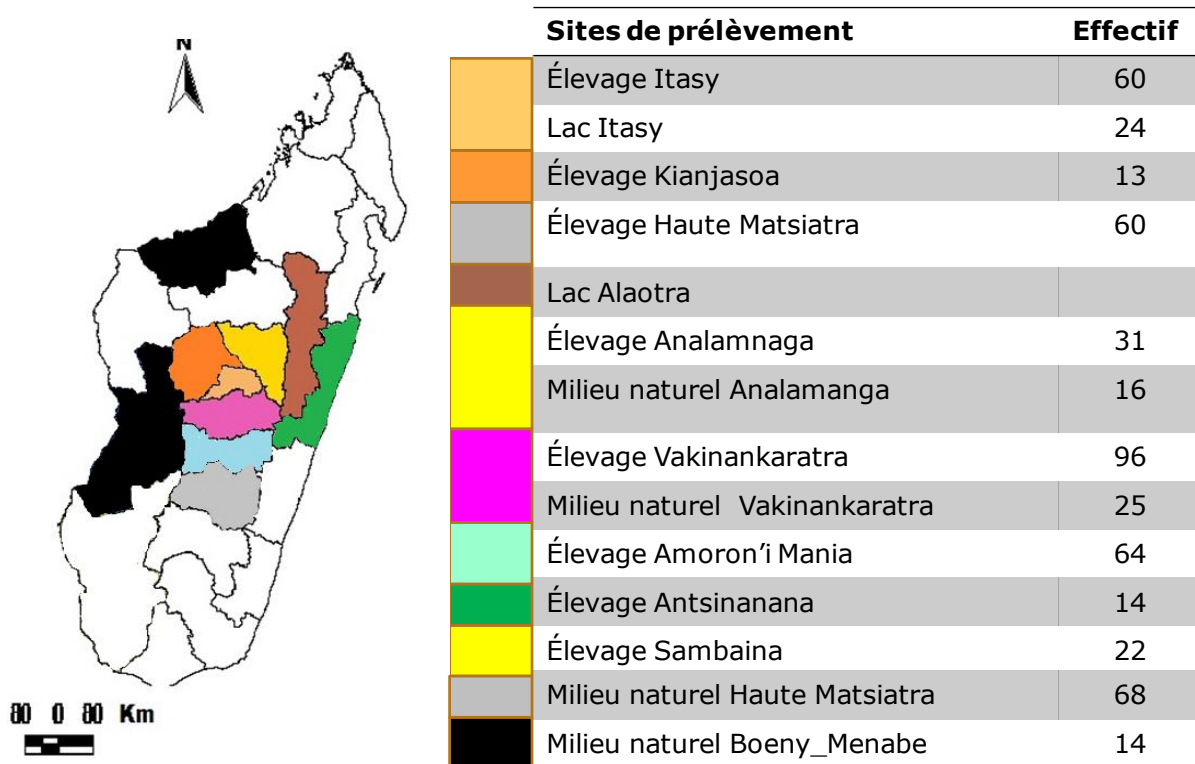 N
80 0 80 Km
Sites de prélèvement Effectif
Élevage Itasy 60
Lac Itasy 24
Élevage Kianjasoa 13
Élevage Haute Matsiatra 60
Lac Alaotra
Élevage Analamnaga 31
Milieu naturel Analamanga 16
Élevage Vakinankaratra 96
Milieu naturel Vakinankaratra 25
Élevage Amoron’i Mania 64
Élevage Antsinanana 14
Élevage Sambaina 22
Milieu naturel Haute Matsiatra 68
Milieu naturel Boeny_Menabe 14